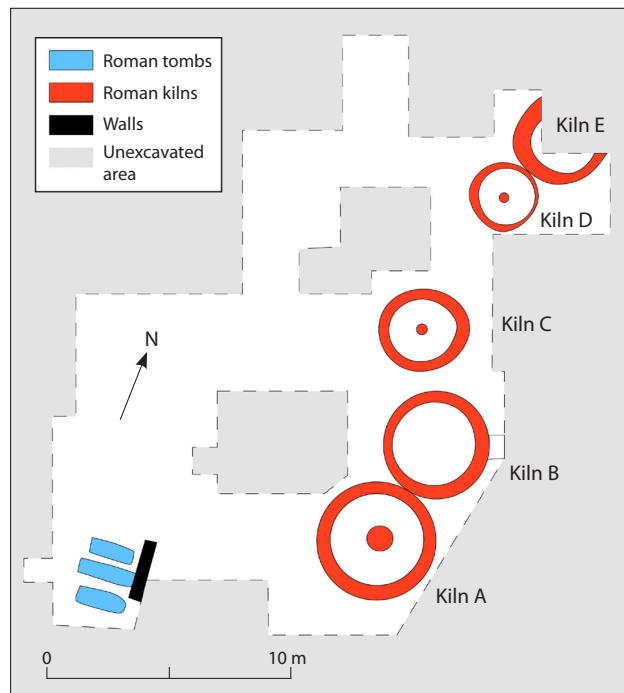 Roman tombs
Roman kilns
Walls
Unexcavated
area
Kiln E
Kiln D
Kiln C
N
Kiln B
Kiln A
0 10 m